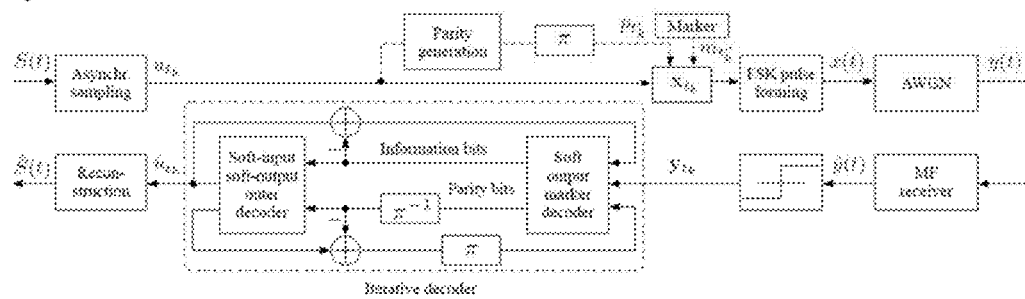 S(t)
Asynchr.
sampling
Parity
generation
π
Marker
FSK pulse
forming
x(t)
AWGN
y(t)
Ŝ(t)
Recon-
struction
Soft-input
soft-output
outer
decoder
Information bits
Parity bits
π⁻¹
π
Soft
output
marker
decoder
ŷ(t)
MF
receiver
Iterative decoder